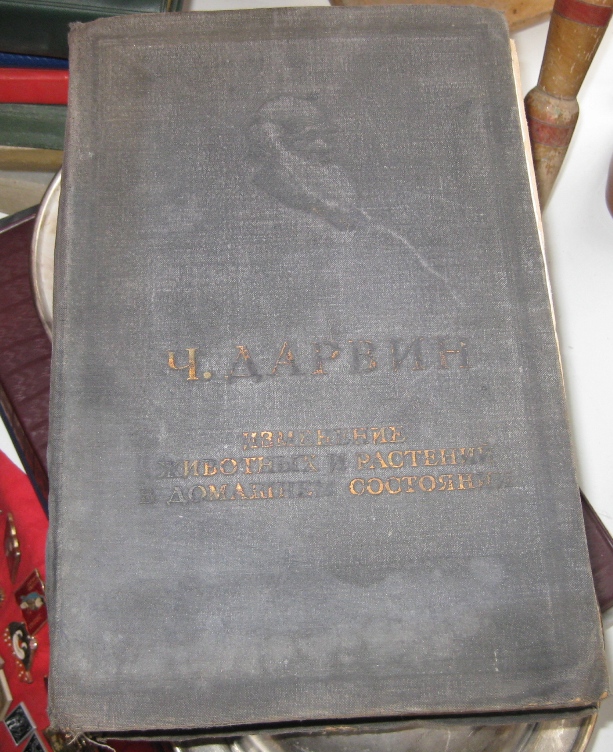 Ч. ДАРВИН
ИЗМЕНЕНИЕ
ЖИВОТНЫХ И РАСТЕНИЙ
В ДОМАШНЕМ СОСТОЯНИИ